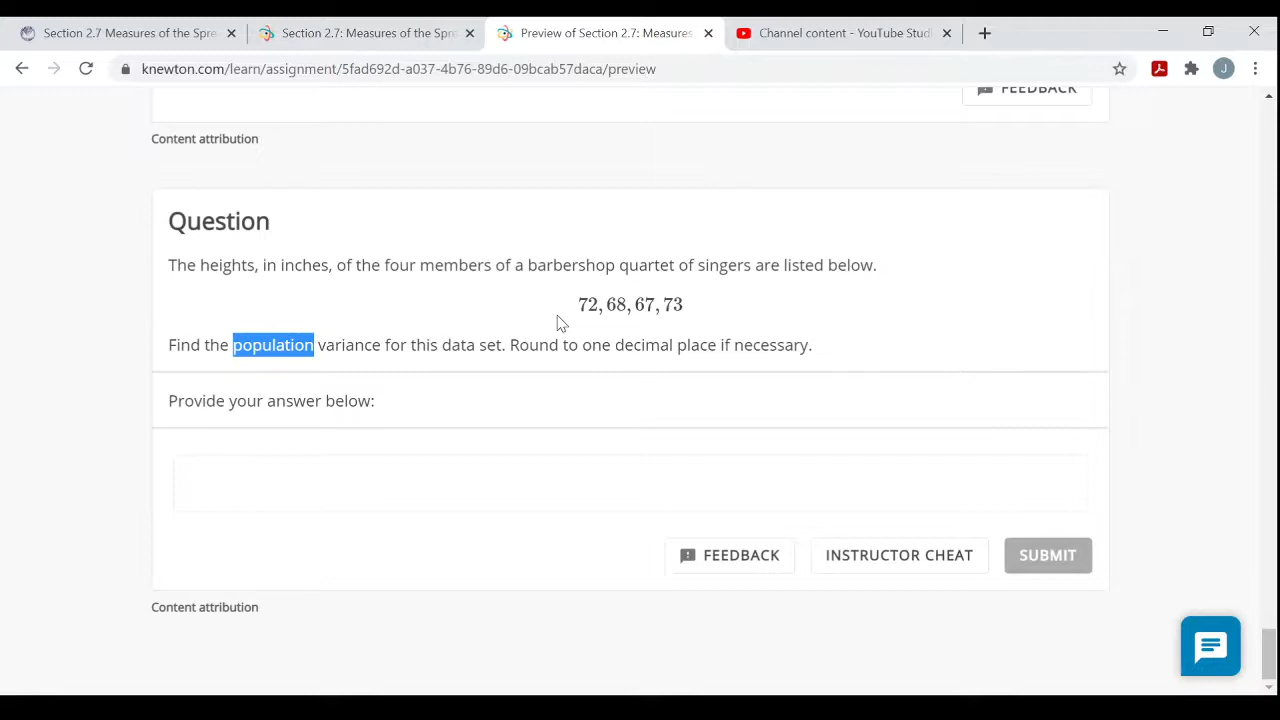 Section 2.7 Measures of the Spre
Section 2.7: Measures of the Spre
Preview of Section 2.7: Measures
Channel content - YouTube Stud
knewton.com/learn/assignment/5fad692d-a037-4b76-89d6-09bcab57daca/preview
J
FEEDBACK
Content attribution
Question
The heights, in inches, of the four members of a barbershop quartet of singers are listed below.
72, 68, 67, 73
Find the population variance for this data set. Round to one decimal place if necessary.
Provide your answer below:
FEEDBACK
INSTRUCTOR CHEAT
SUBMIT
Content attribution